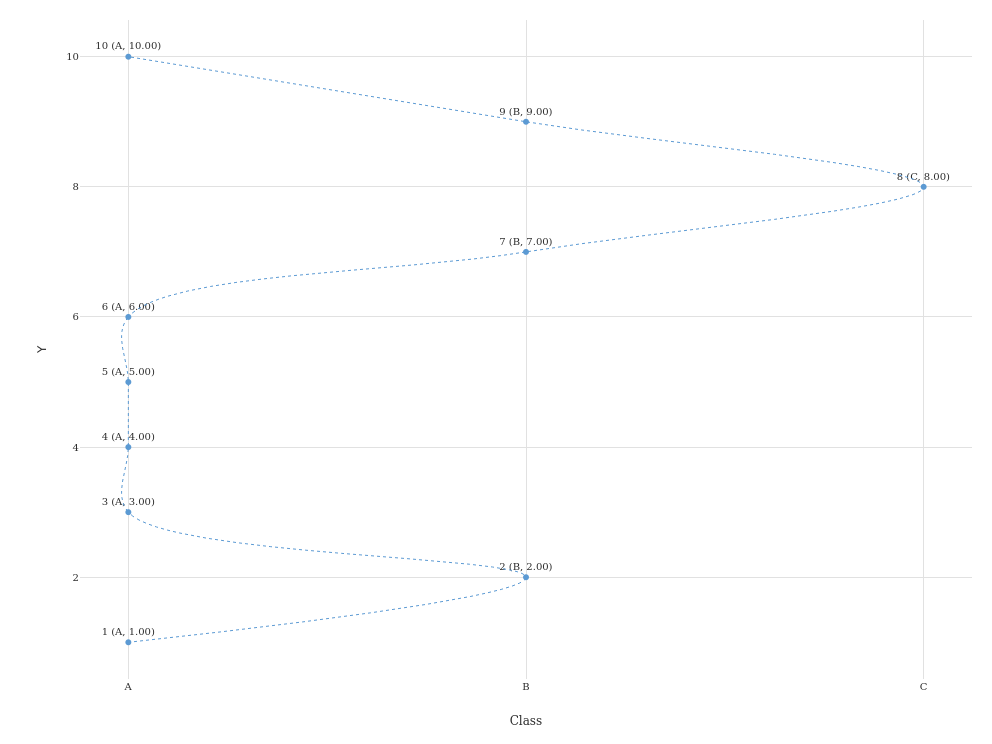 10 (A, 10.00)
10
9 (B, 9.00)
8 (C, 8.00)
8
7 (B, 7.00)
6 (A, 6.00)
6
Y
5 (A, 5.00)
4 (A, 4.00)
4
3 (A, 3.00)
2 (B, 2.00)
2
1 (A, 1.00)
A B C
Class